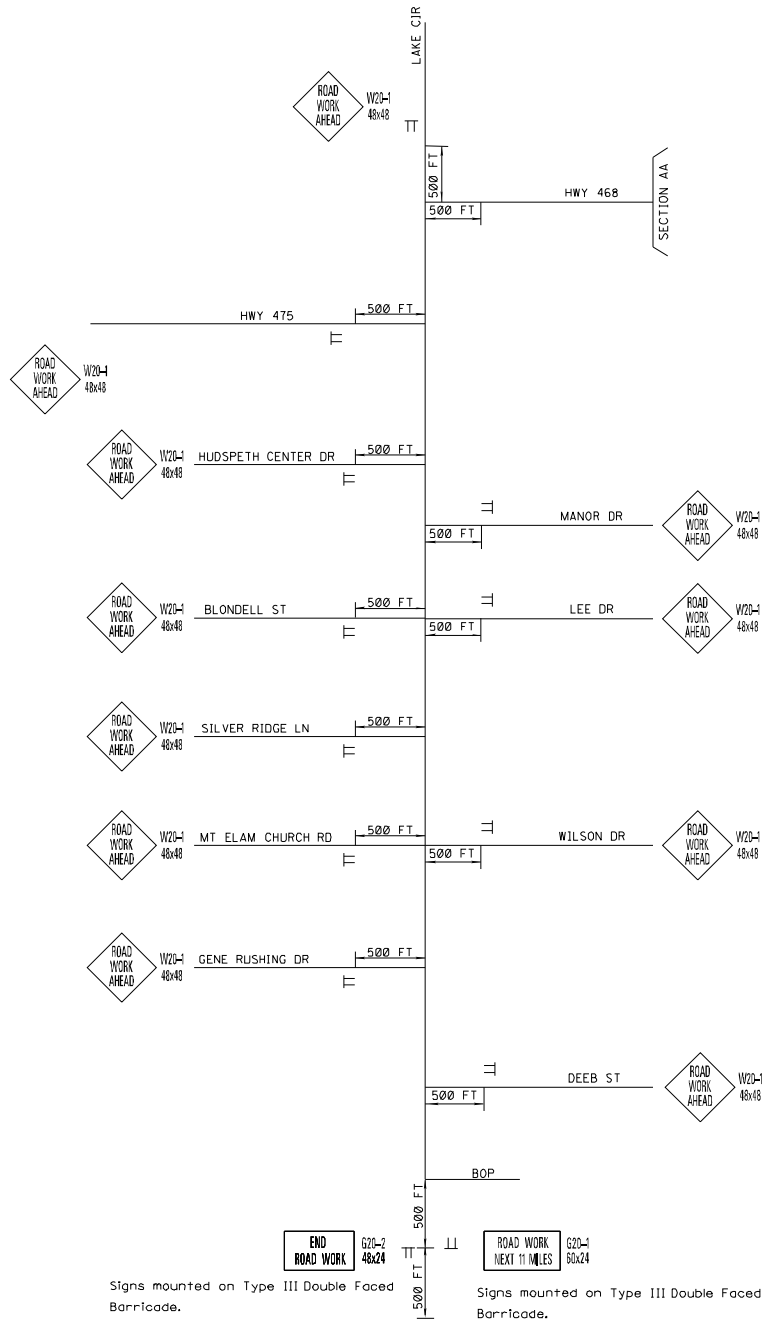 LAKE CIR
ROAD
WORK
AHEAD
W20-1
48x48
500 FT
HWY 468
500 FT
SECTION AA
500 FT
HWY 475
ROAD
WORK
AHEAD
W20-1
48x48
500 FT
ROAD
WORK
AHEAD
W20-1
48x48
HUDSPETH CENTER DR
MANOR DR
500 FT
ROAD
WORK
AHEAD
W20-1
48x48
500 FT
ROAD
WORK
AHEAD
W20-1
48x48
BLONDELL ST
LEE DR
500 FT
ROAD
WORK
AHEAD
W20-1
48x48
500 FT
ROAD
WORK
AHEAD
W20-1
48x48
SILVER RIDGE LN
500 FT
ROAD
WORK
AHEAD
W20-1
48x48
MT ELAM CHURCH RD
WILSON DR
500 FT
ROAD
WORK
AHEAD
W20-1
48x48
500 FT
ROAD
WORK
AHEAD
W20-1
48x48
GENE RUSHING DR
DEEB ST
500 FT
ROAD
WORK
AHEAD
W20-1
48x48
BOP
500 FT
END
ROAD WORK
G20-2
48x24
ROAD WORK
NEXT 11 MILES
G20-1
60x24
500 FT
Signs mounted on Type III Double Faced
Barricade.
Signs mounted on Type III Double Faced
Barricade.